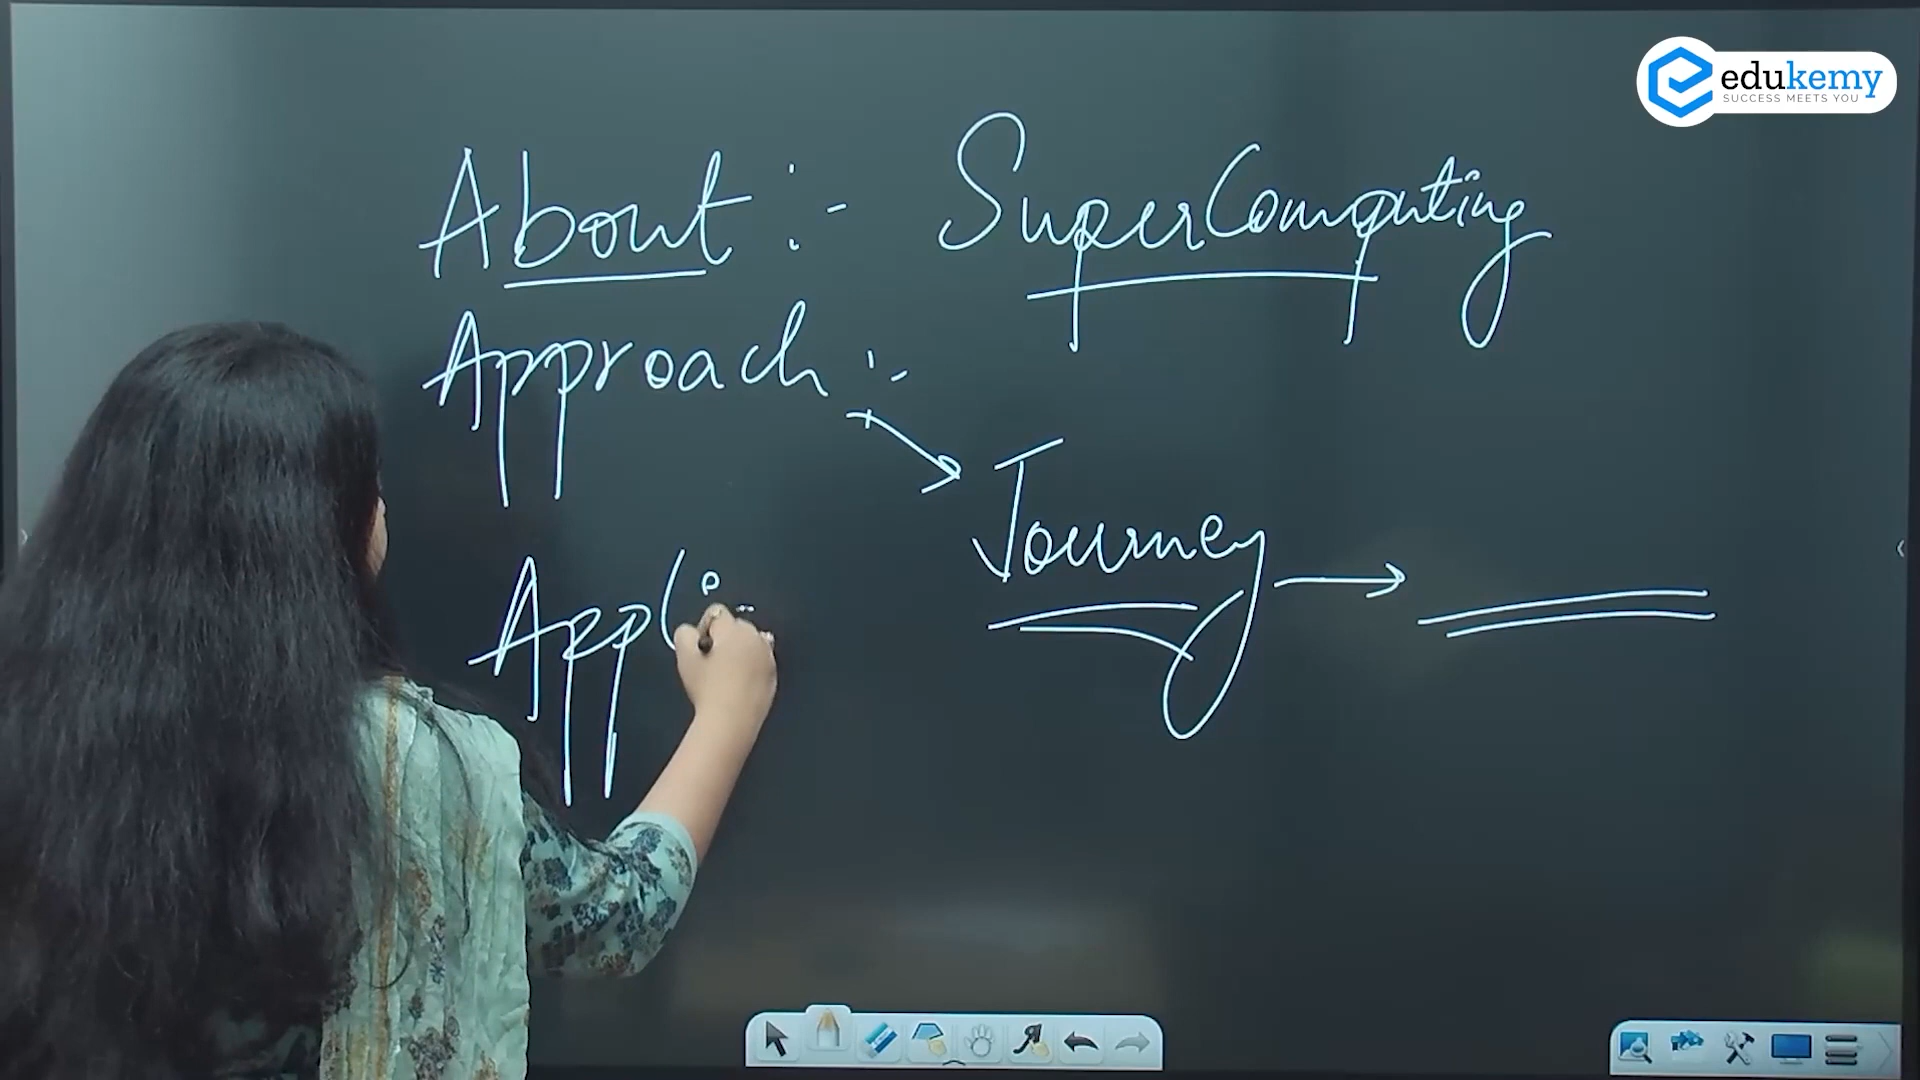 edukemy
SUCCESS MEETS YOU
About :- SuperComputing
Approach :-
Journey →
Appli